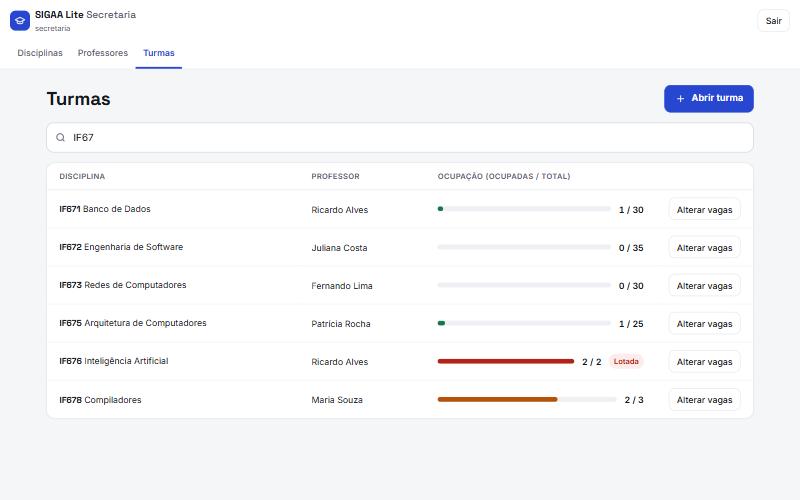 SIGAA Lite Secretaria
secretaria
Sair
Disciplinas Professores Turmas
Turmas
+ Abrir turma
IF67
DISCIPLINA PROFESSOR OCUPAÇÃO (OCUPADAS / TOTAL)
IF671 Banco de Dados Ricardo Alves 1 / 30 Alterar vagas
IF672 Engenharia de Software Juliana Costa 0 / 35 Alterar vagas
IF673 Redes de Computadores Fernando Lima 0 / 30 Alterar vagas
IF675 Arquitetura de Computadores Patrícia Rocha 1 / 25 Alterar vagas
IF676 Inteligência Artificial Ricardo Alves 2 / 2 Lotada Alterar vagas
IF678 Compiladores Maria Souza 2 / 3 Alterar vagas